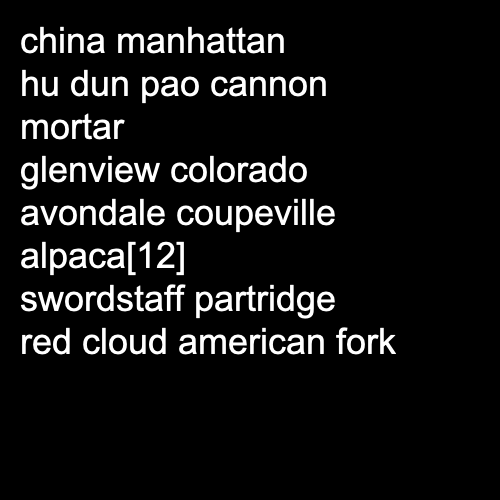 china manhattan
hu dun pao cannon
mortar
glenview colorado
avondale coupeville
alpaca[12]
swordstaff partridge
red cloud american fork